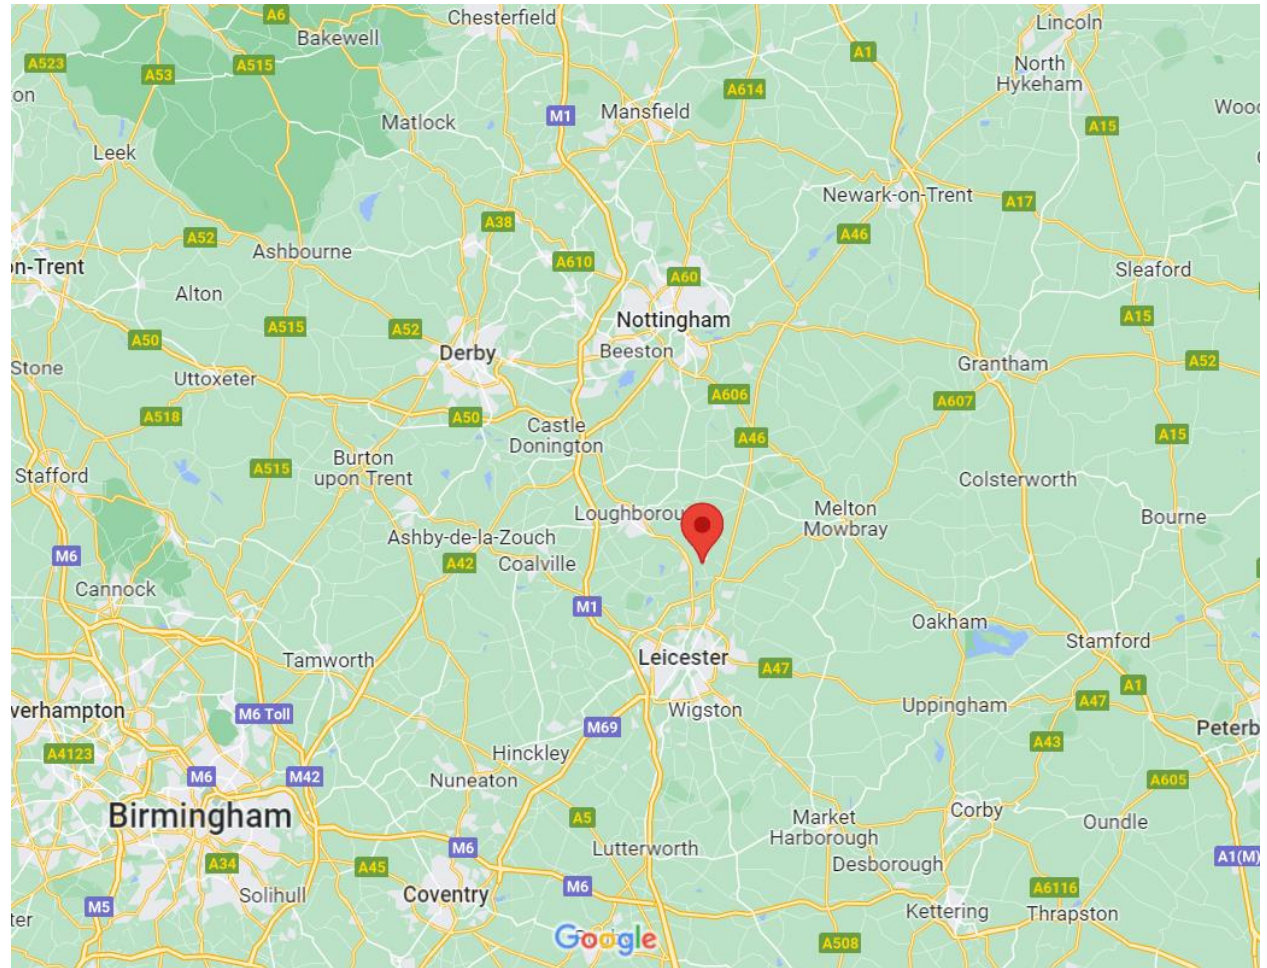 A6
Chesterfield
Lincoln
Bakewell
A1
A523
A53
A515
North
Hykeham
A614
on
M1
Mansfield
Wood
Matlock
A15
Leek
Newark-on-Trent
A17
A38
A52
A46
Ashbourne
A610
on-Trent
A60
Sleaford
Alton
Nottingham
A15
A515
A52
A50
Beeston
Derby
Grantham
A52
Stone
Uttoxeter
A606
A607
A518
A50
Castle
Donington
A46
A15
Burton
upon Trent
A515
Stafford
Colsterworth
Loughborou
Melton
Mowbray
Bourne
Ashby-de-la-Zouch
M6
A42
Coalville
Cannock
M1
Oakham
Stamford
Tamworth
Leicester
A47
A1
verhampton
M6 Toll
Wigston
Uppingham
A47
M69
Peterb
A43
A4123
Hinckley
M6
M42
Nuneaton
A605
Birmingham
A5
Market
Harborough
Corby
Oundle
M6
Lutterworth
A34
A45
Desborough
A1(M)
Solihull
Coventry
M6
A6116
M5
Kettering
Thrapston
ter
Google
A508